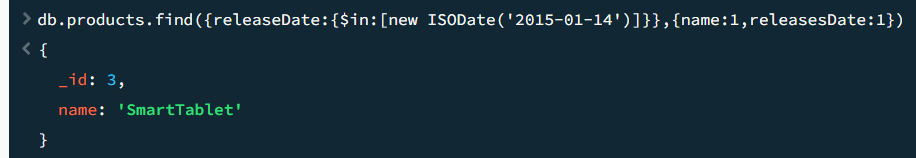 > db.products.find({releaseDate:{$in:[new ISODate('2015-01-14')]}},{name:1,releasesDate:1})
< {
_id: 3,
name: 'SmartTablet'
}